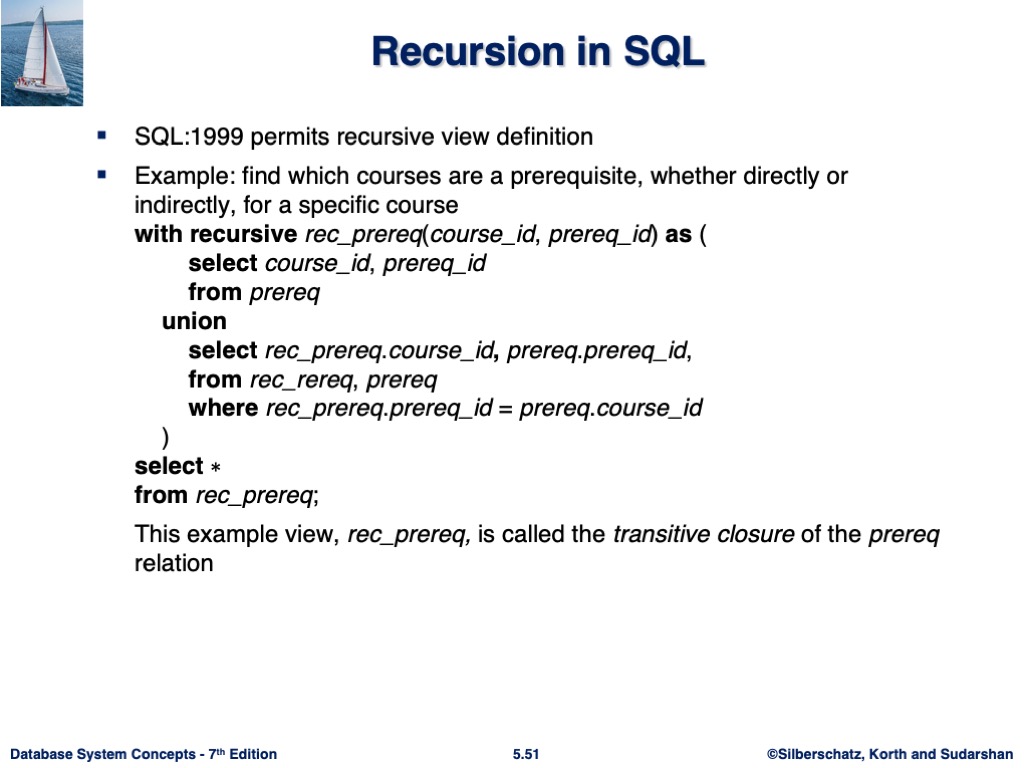 Recursion in SQL
▪ SQL:1999 permits recursive view definition
▪ Example: find which courses are a prerequisite, whether directly or
indirectly, for a specific course
with recursive rec_prereq(course_id, prereq_id) as (
select course_id, prereq_id
from prereq
union
select rec_prereq.course_id, prereq.prereq_id,
from rec_rereq, prereq
where rec_prereq.prereq_id = prereq.course_id
)
select *
from rec_prereq;
This example view, rec_prereq, is called the transitive closure of the prereq
relation
Database System Concepts - 7th Edition 5.51 ©Silberschatz, Korth and Sudarshan